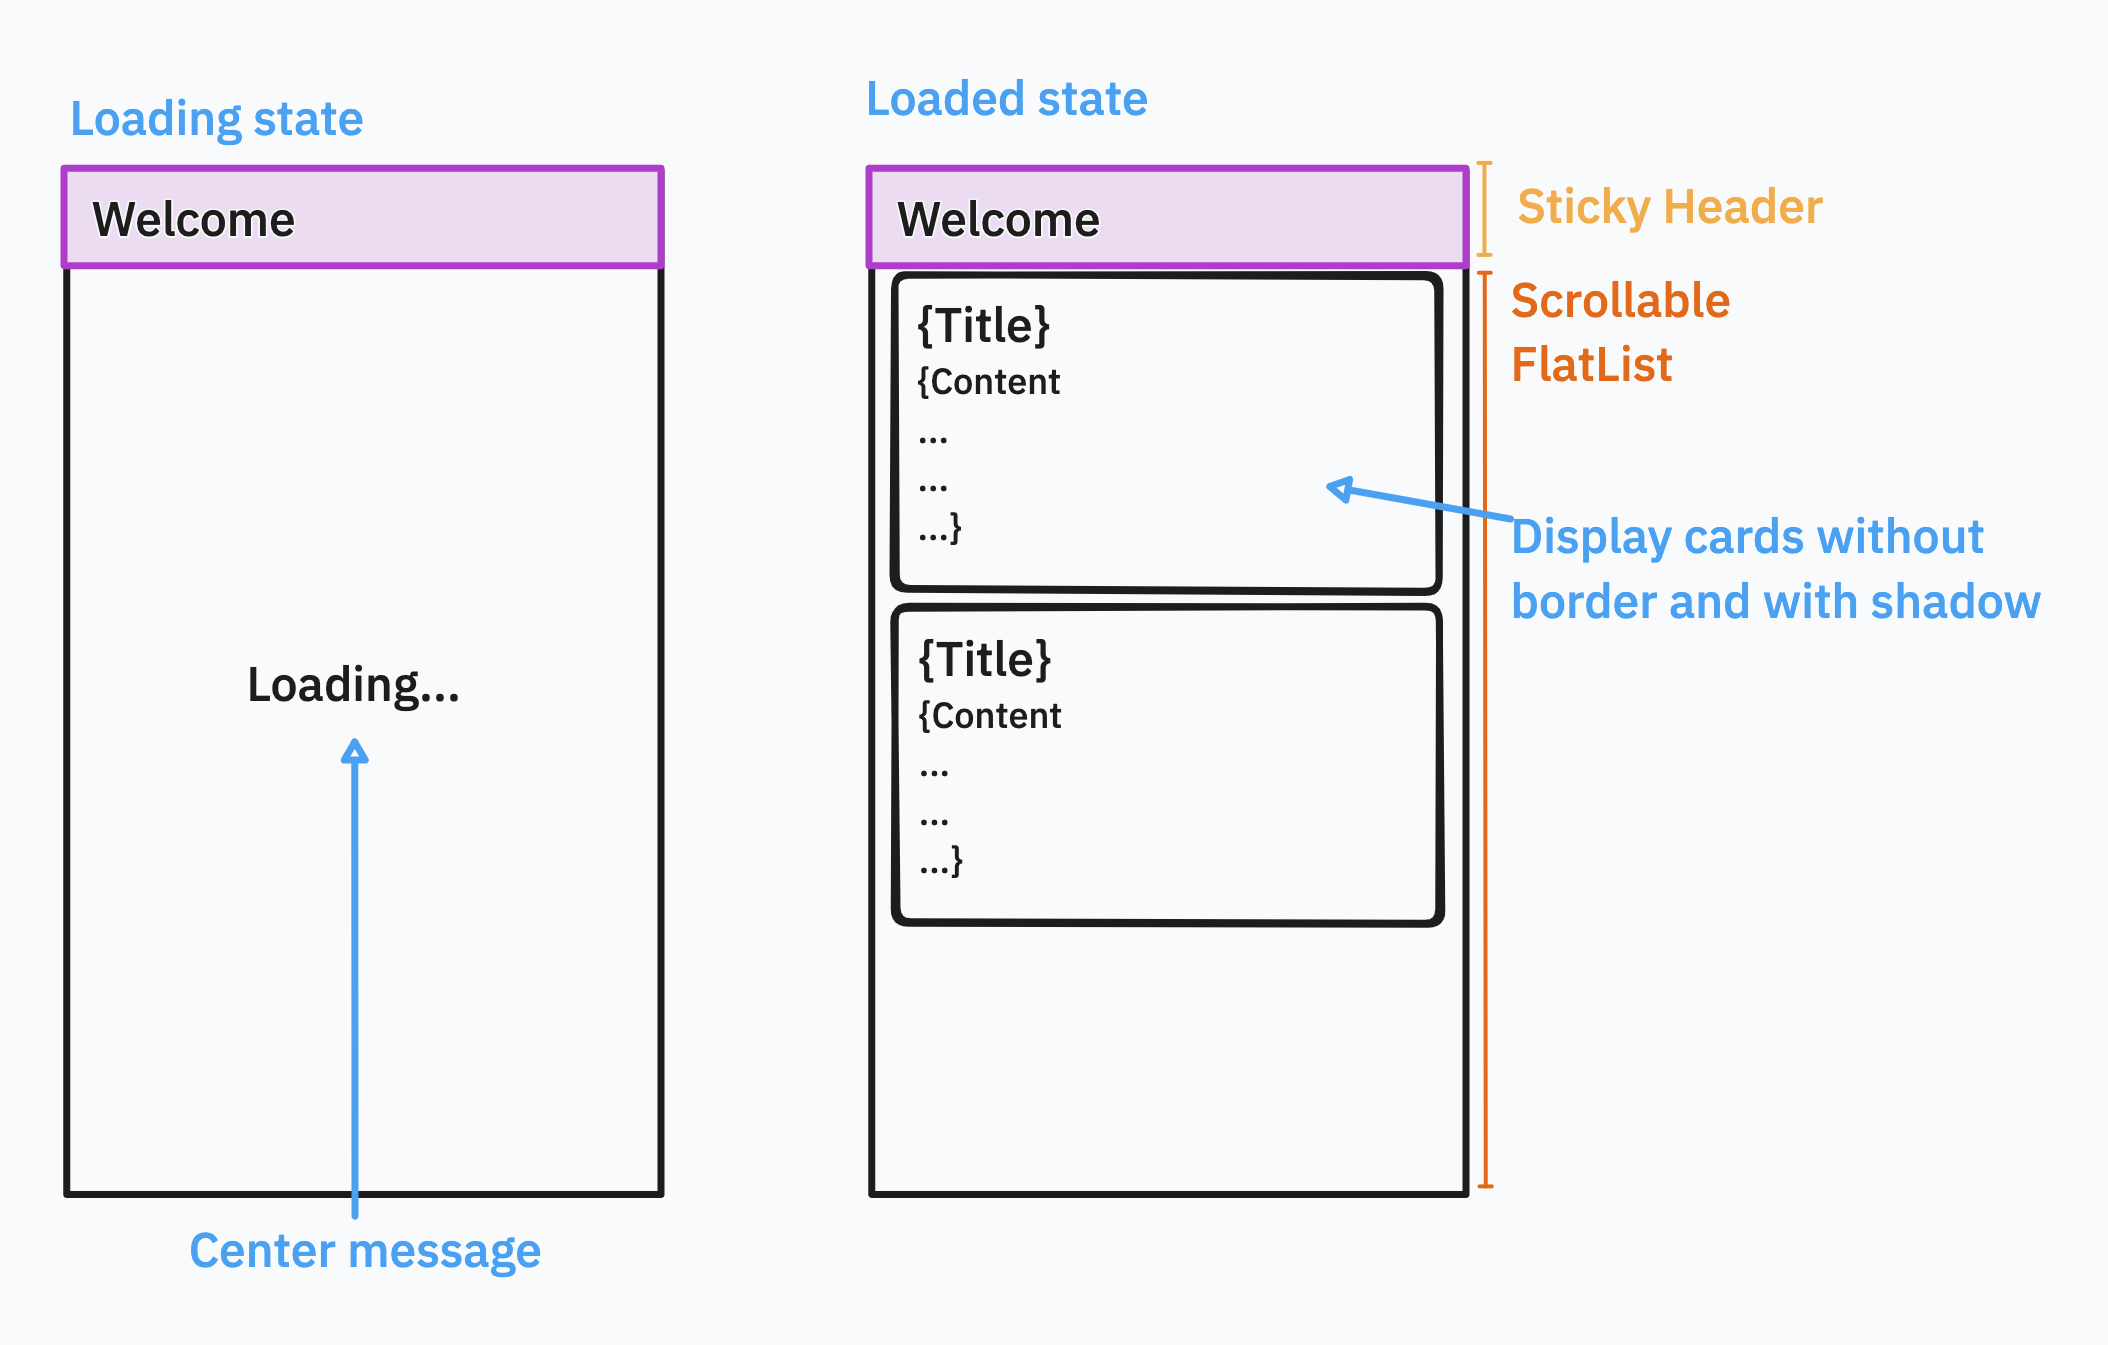 Loading state
Welcome
Loading...
Center message
Loaded state
Welcome
{Title}
{Content
...
...
...}
{Title}
{Content
...
...
...}
Sticky Header
Scrollable
FlatList
Display cards without
border and with shadow